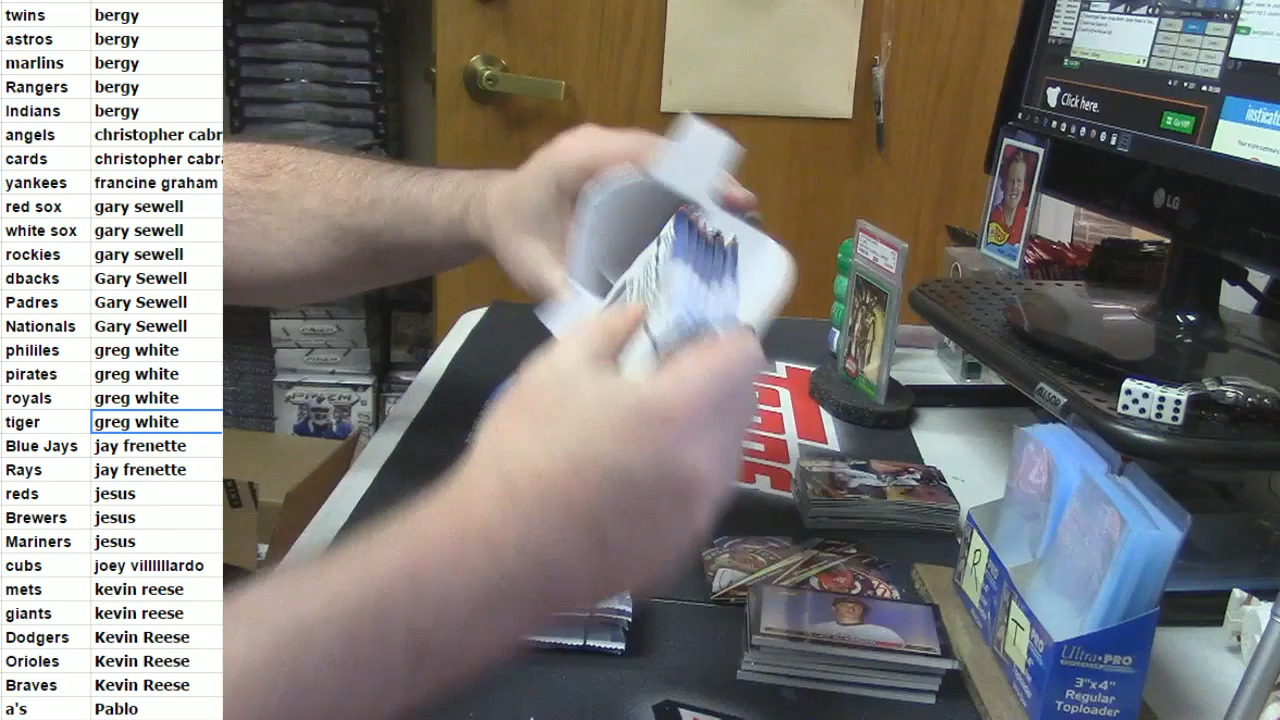 twins bergy
astros bergy
marlins bergy
Rangers bergy
Indians bergy
angels christopher cabr
cards christopher cabra
yankees francine graham
red sox gary sewell
white sox gary sewell
rockies gary sewell
dbacks Gary Sewell
Padres Gary Sewell
Nationals Gary Sewell
phililes greg white
pirates greg white
royals greg white
tiger greg white
Blue Jays jay frenette
Rays jay frenette
reds jesus
Brewers jesus
Mariners jesus
cubs joey villlllardo
mets kevin reese
giants kevin reese
Dodgers Kevin Reese
Orioles Kevin Reese
Braves Kevin Reese
a's Pablo
Click here.
insticat
LG
ALLSOP
R
T
Ultra·PRO
3"x4"
Regular
Toploader